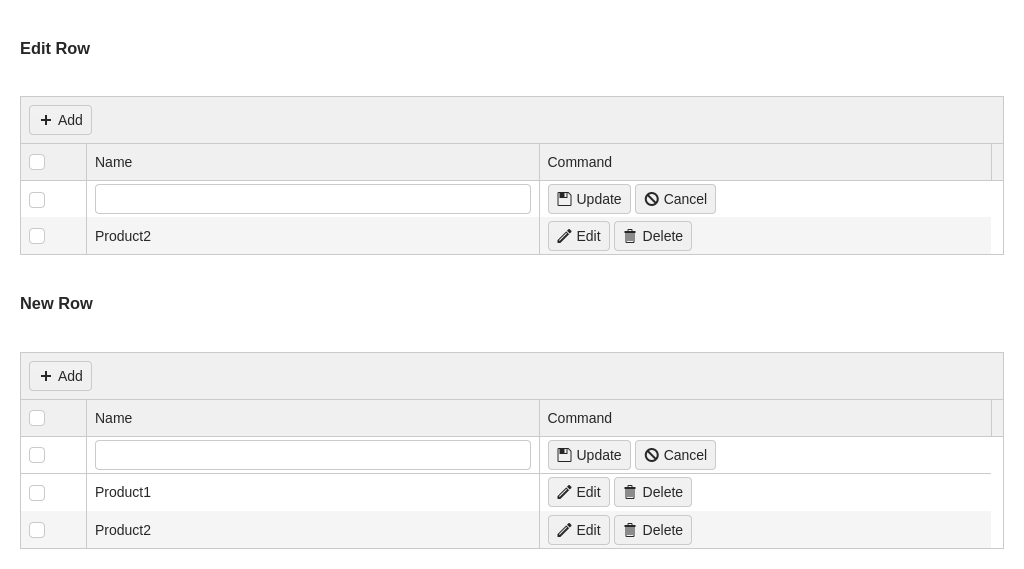 Edit Row
Add
Name Command
Update Cancel
Product2 Edit Delete
New Row
Add
Name Command
Update Cancel
Product1 Edit Delete
Product2 Edit Delete